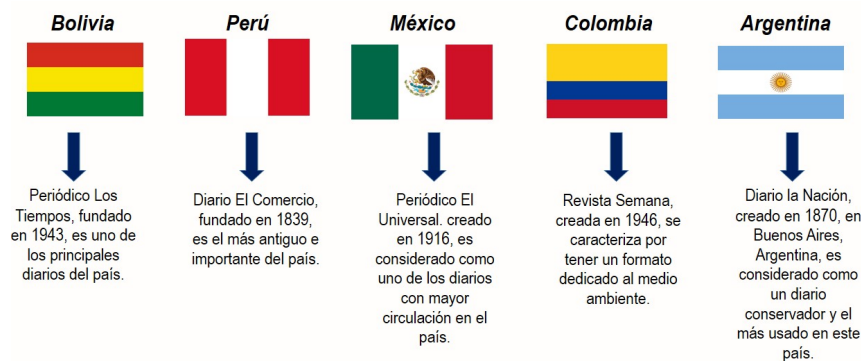 Bolivia
Perú
México
Colombia
Argentina
Periódico Los
Tiempos, fundado
en 1943, es uno de
los principales
diarios del país.
Diario El Comercio,
fundado en 1839,
es el más antiguo e
importante del país.
Periódico El
Universal. creado
en 1916, es
considerado como
uno de los diarios
con mayor
circulación en el
país.
Revista Semana,
creada en 1946, se
caracteriza por
tener un formato
dedicado al medio
ambiente.
Diario la Nación,
creado en 1870, en
Buenos Aires,
Argentina, es
considerado como
un diario
conservador y el
más usado en este
país.